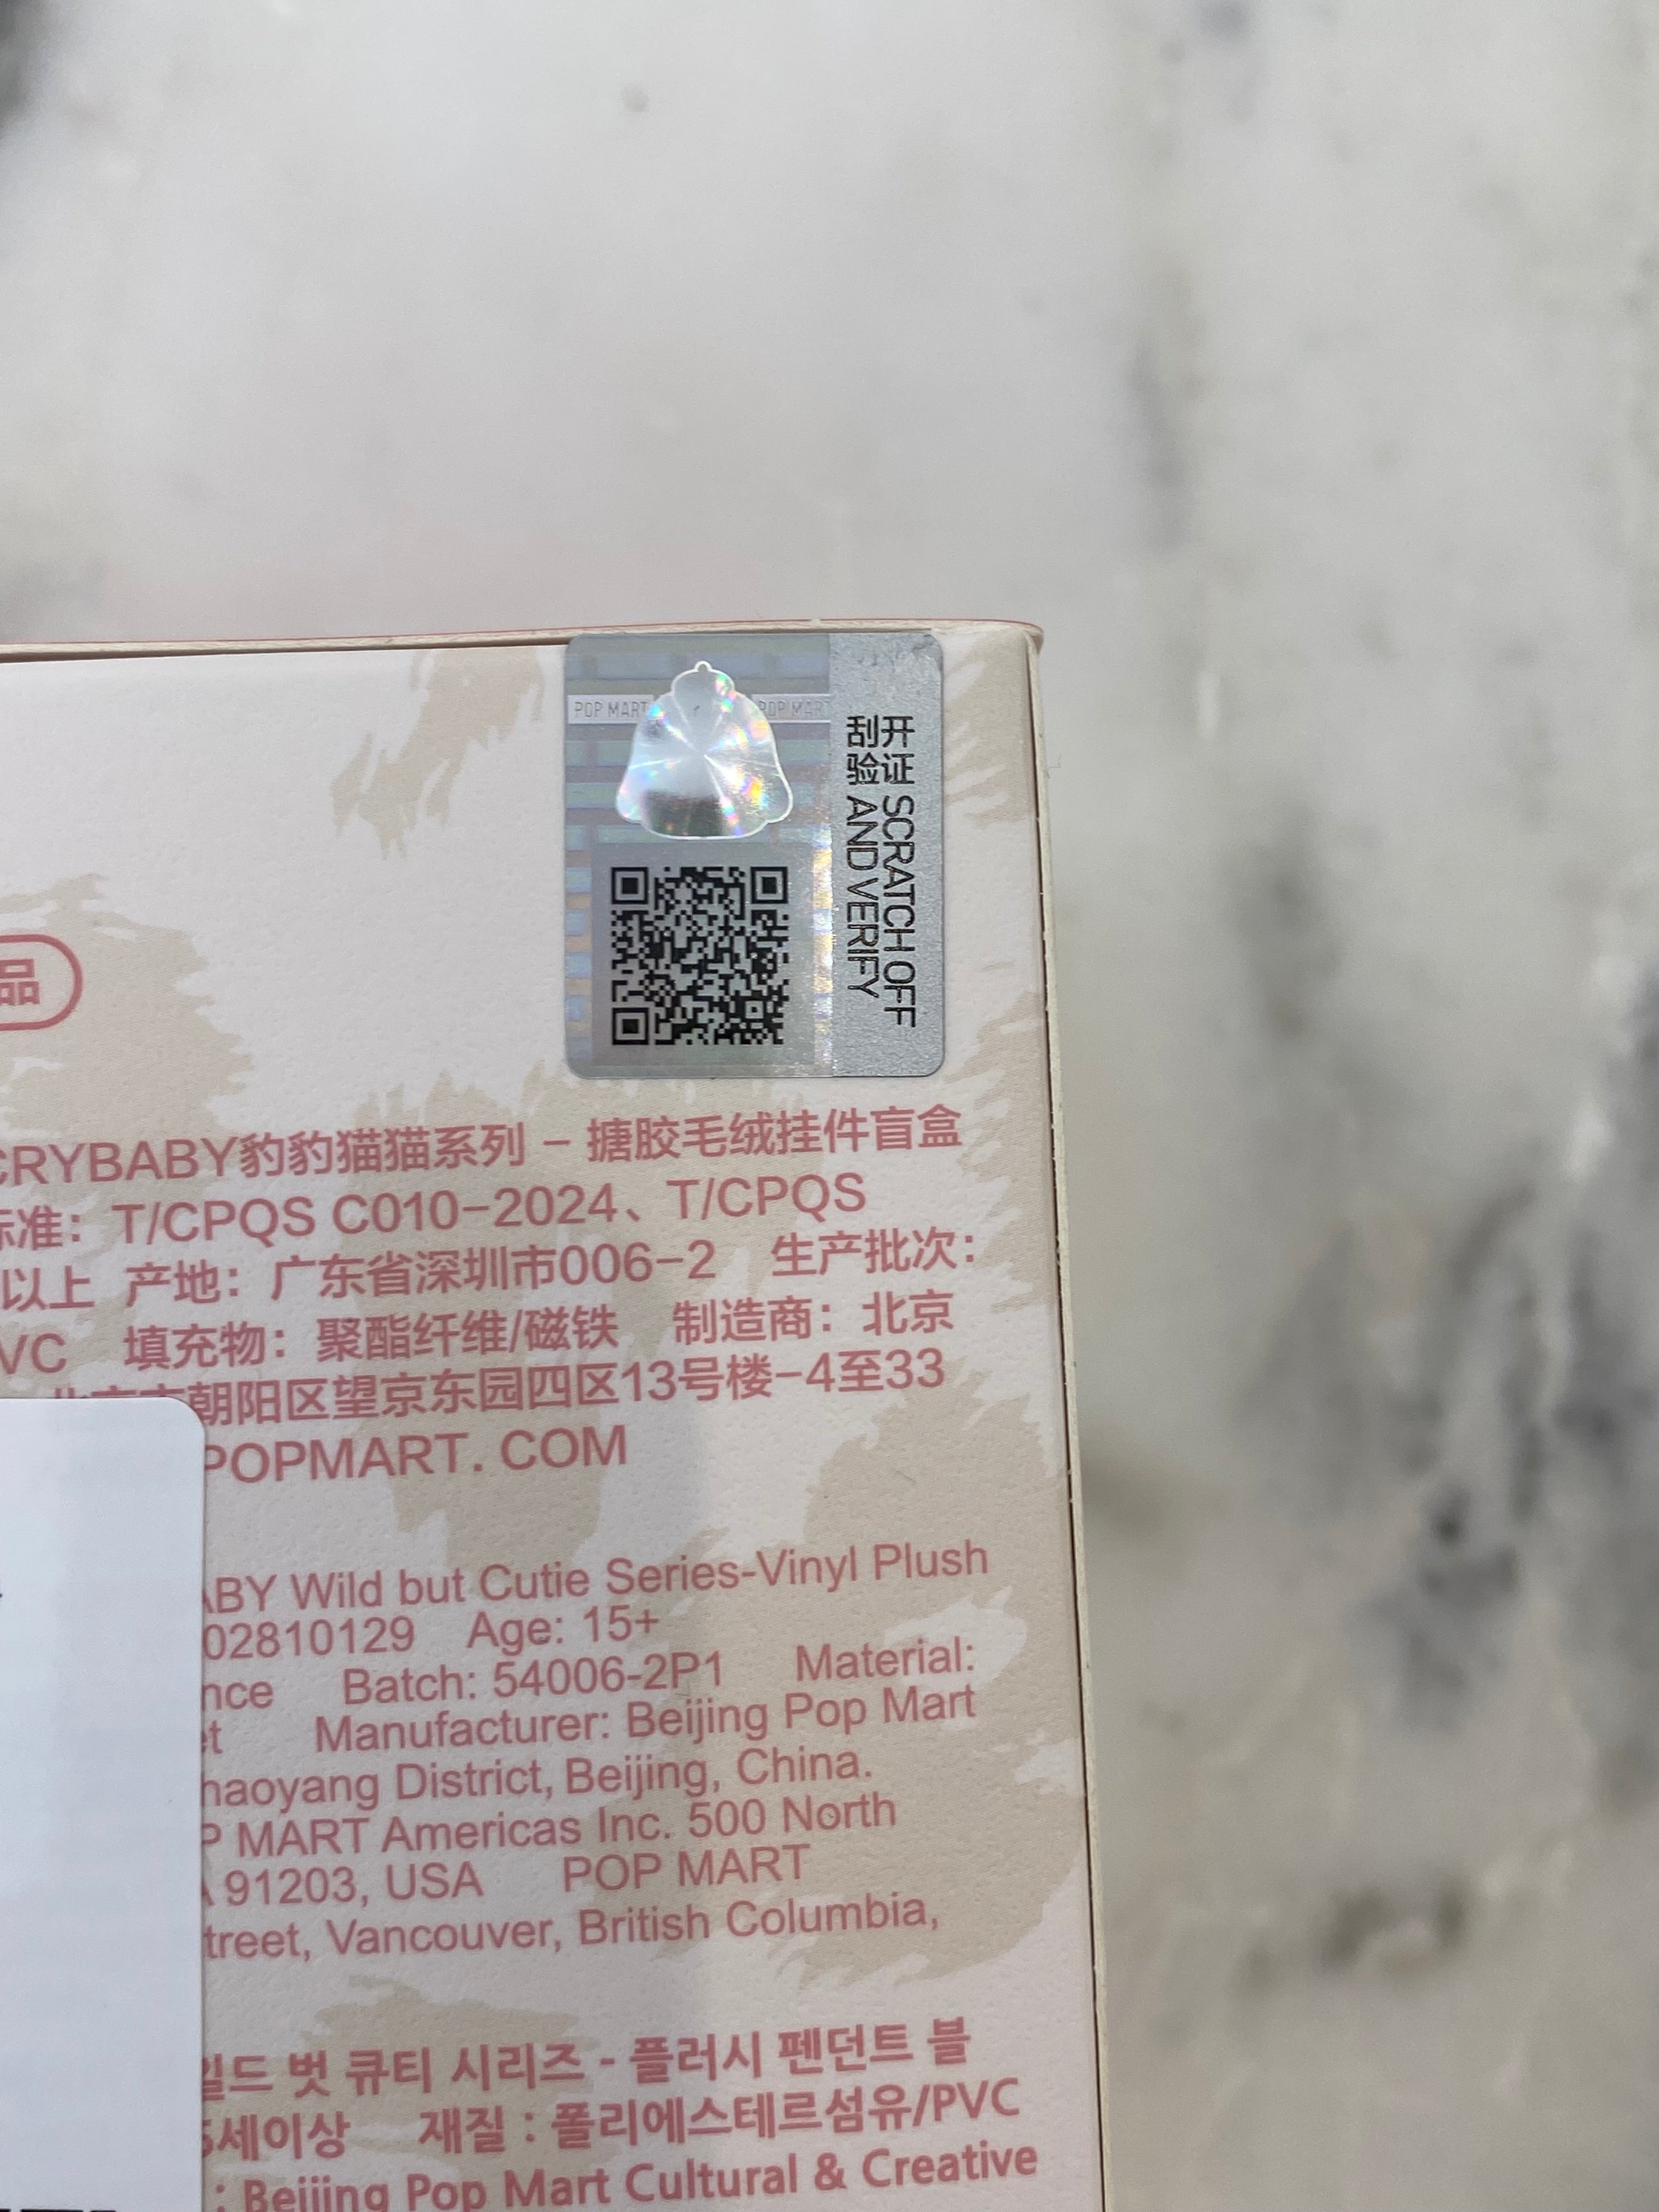 POP MART POP MART
开证 SCRATCH OFF
刮验 AND VERIFY
品
CRYBABY豹豹猫猫系列 - 搪胶毛绒挂件盲盒
标准: T/CPQS C010-2024、T/CPQS
以上 产地: 广东省深圳市006-2 生产批次:
VC 填充物: 聚酯纤维/磁铁 制造商: 北京
朝阳区望京东园四区13号楼-4至33
POPMART. COM
ABY Wild but Cutie Series-Vinyl Plush
02810129 Age: 15+
nce Batch: 54006-2P1 Material:
et Manufacturer: Beijing Pop Mart
haoyang District, Beijing, China.
P MART Americas Inc. 500 North
A 91203, USA POP MART
treet, Vancouver, British Columbia,
일드 벗 큐티 시리즈 - 플러시 펜던트 블
5세이상 재질 : 폴리에스테르섬유/PVC
: Beijing Pop Mart Cultural & Creative